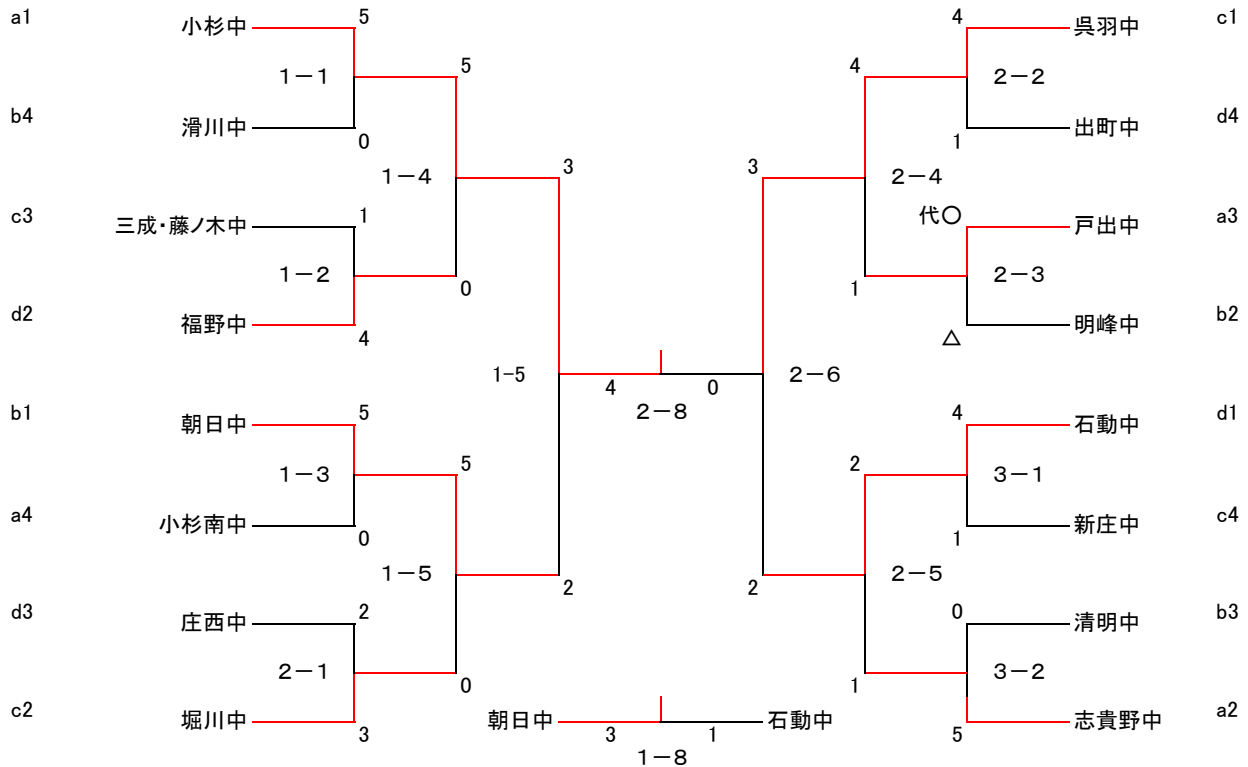 a1 小杉中 5 4 呉羽中 c1
1－1 5 4 2－2
b4 滑川中 0 1 出町中 d4
1－4 3 3 2－4
c3 三成・藤ノ木中 1 代○ 戸出中 a3
1－2 0 1 2－3
d2 福野中 4 △ 明峰中 b2
1-5 4 0 2－6
2－8
b1 朝日中 5 4 石動中 d1
1－3 5 2 3－1
a4 小杉南中 0 1 新庄中 c4
1－5 2 2 2－5
d3 庄西中 2 0 清明中 b3
2－1 0 1 3－2
c2 堀川中 3 朝日中 3 1 石動中 5 志貴野中 a2
1－8